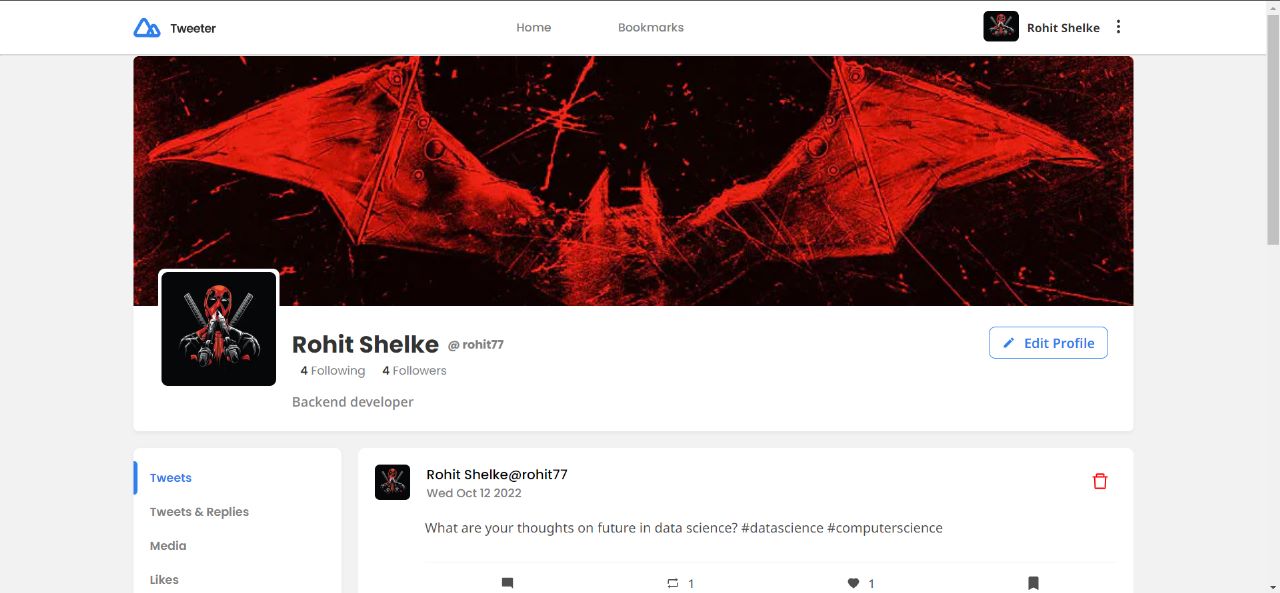 Tweeter Home Bookmarks Rohit Shelke
Rohit Shelke @ rohit77
Edit Profile
4 Following 4 Followers
Backend developer
Tweets
Tweets & Replies
Media
Likes
Rohit Shelke@rohit77
Wed Oct 12 2022
What are your thoughts on future in data science? #datascience #computerscience
1 1